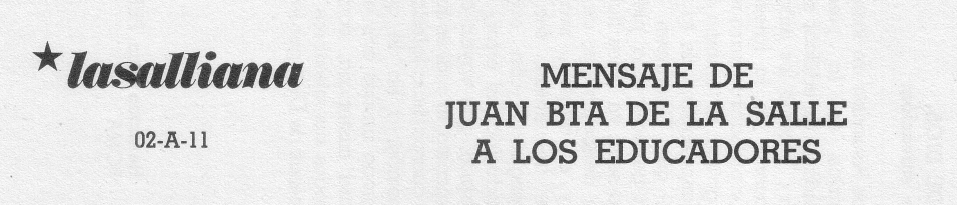 ★ lasalliana
02-A-11
MENSAJE DE
JUAN BTA DE LA SALLE
A LOS EDUCADORES